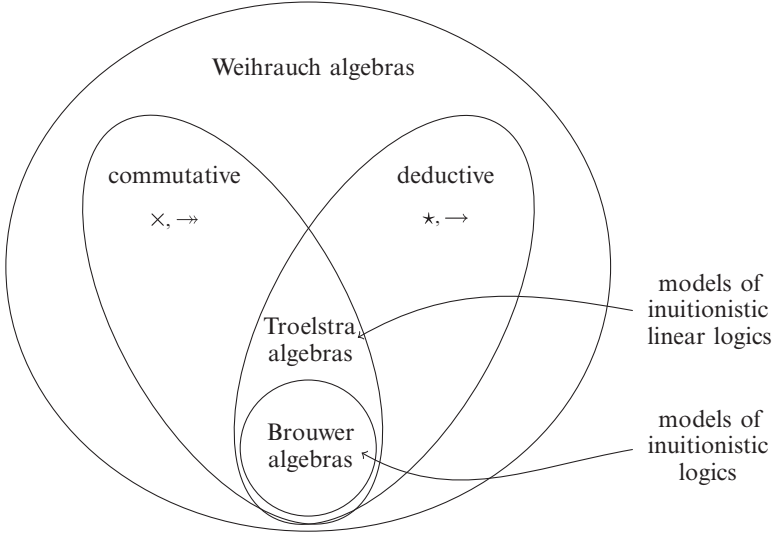 Weihrauch algebras
commutative
×, ↠
deductive
⋆, →
models of
inuitionistic
linear logics
Troelstra
algebras
Brouwer
algebras
models of
inuitionistic
logics